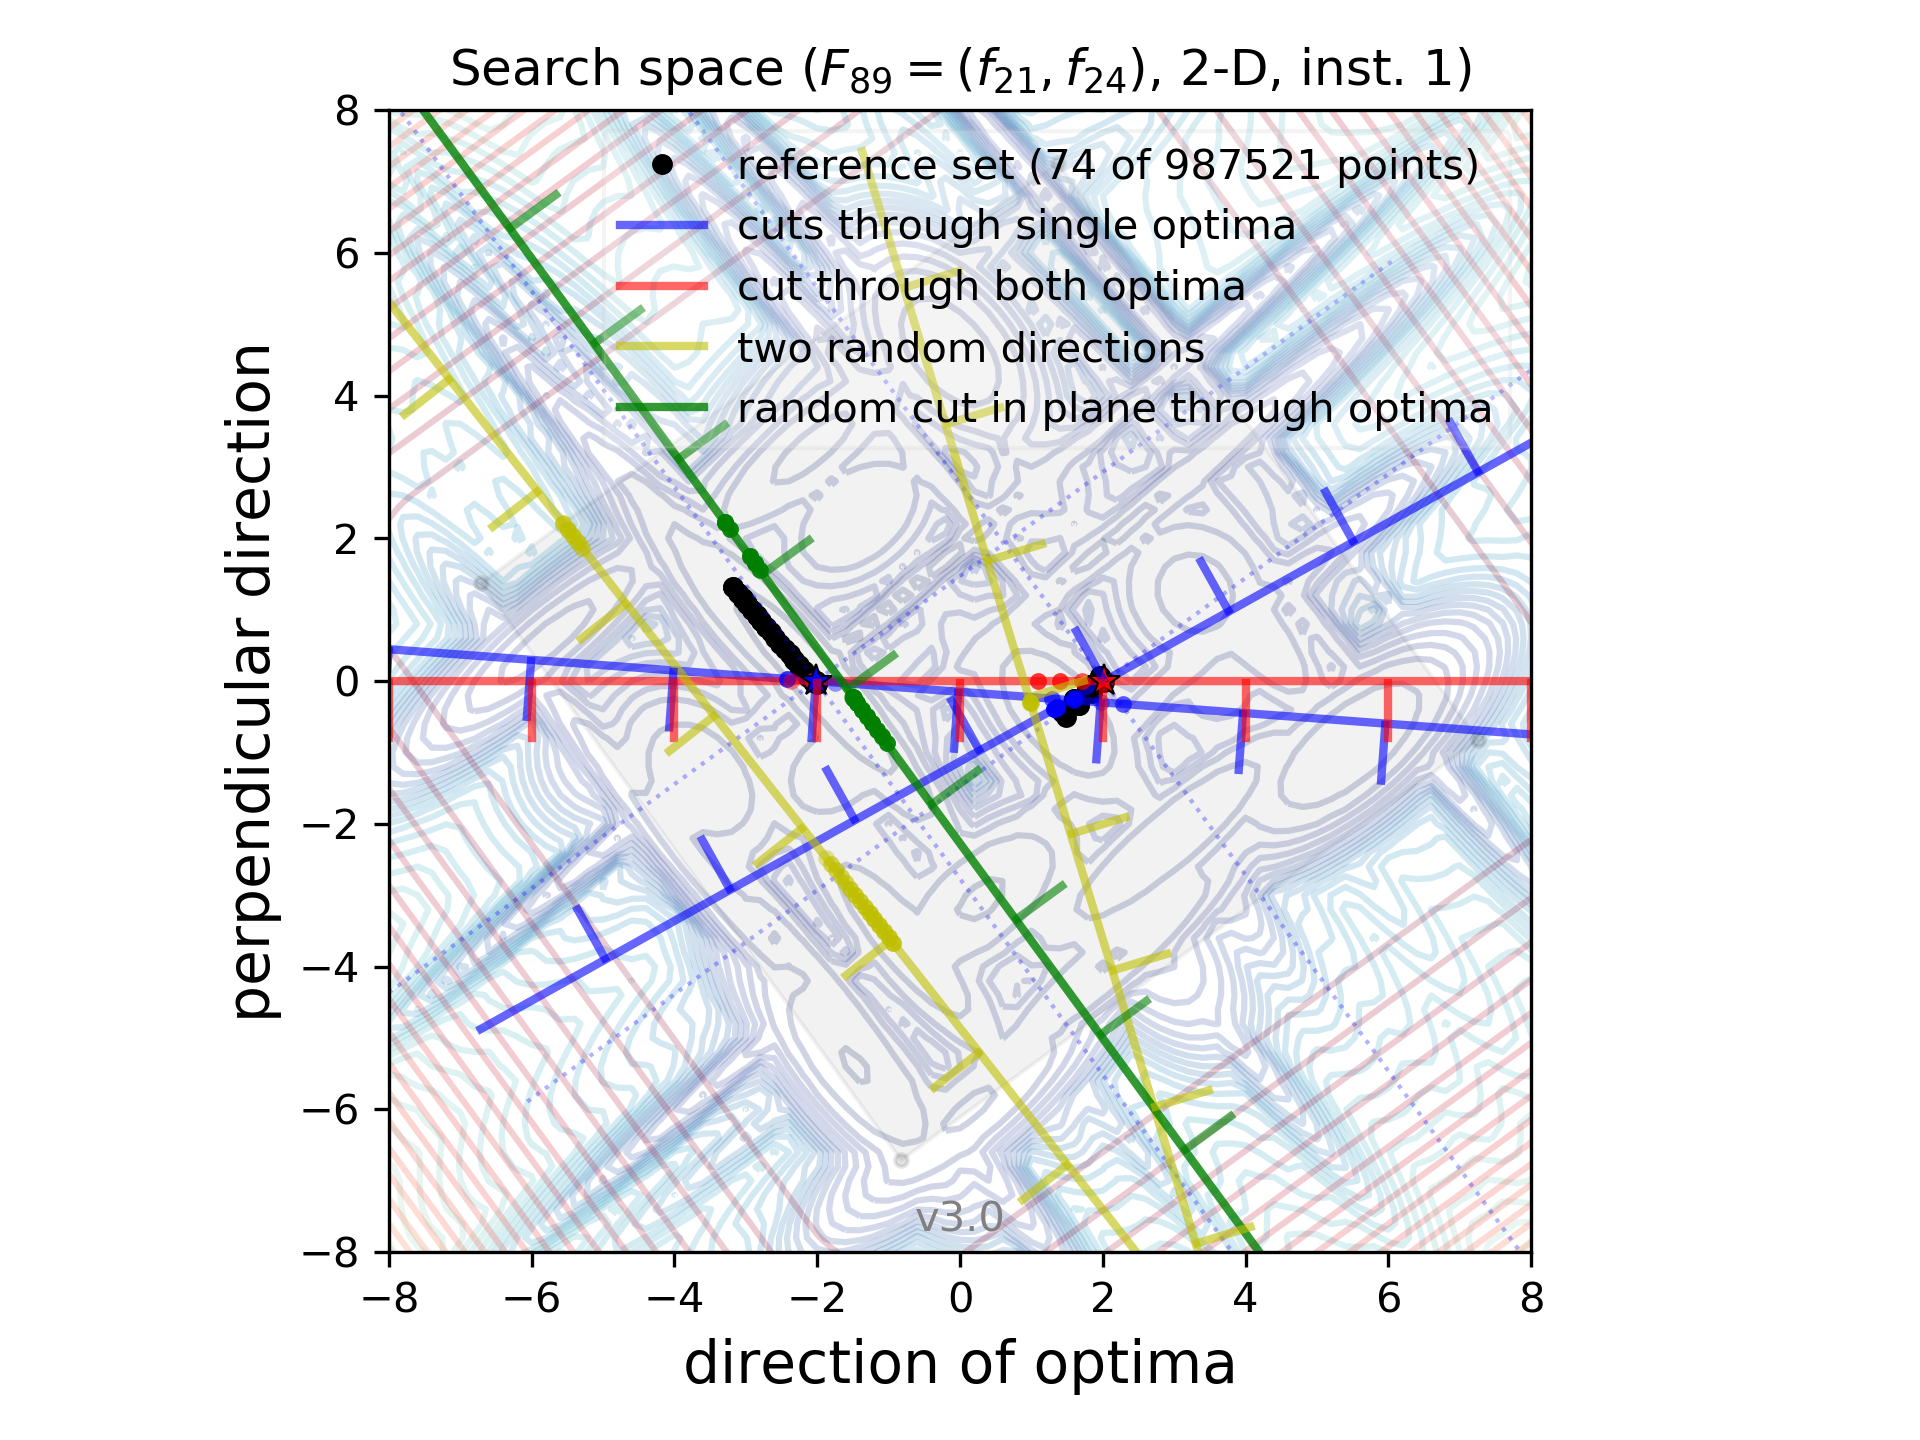 Search space (F₈₉ = (f₂₁, f₂₄), 2-D, inst. 1)
reference set (74 of 987521 points)
cuts through single optima
cut through both optima
two random directions
random cut in plane through optima
8
6
4
2
0
−2
−4
−6
−8
perpendicular direction
v3.0
−8 −6 −4 −2 0 2 4 6 8
direction of optima